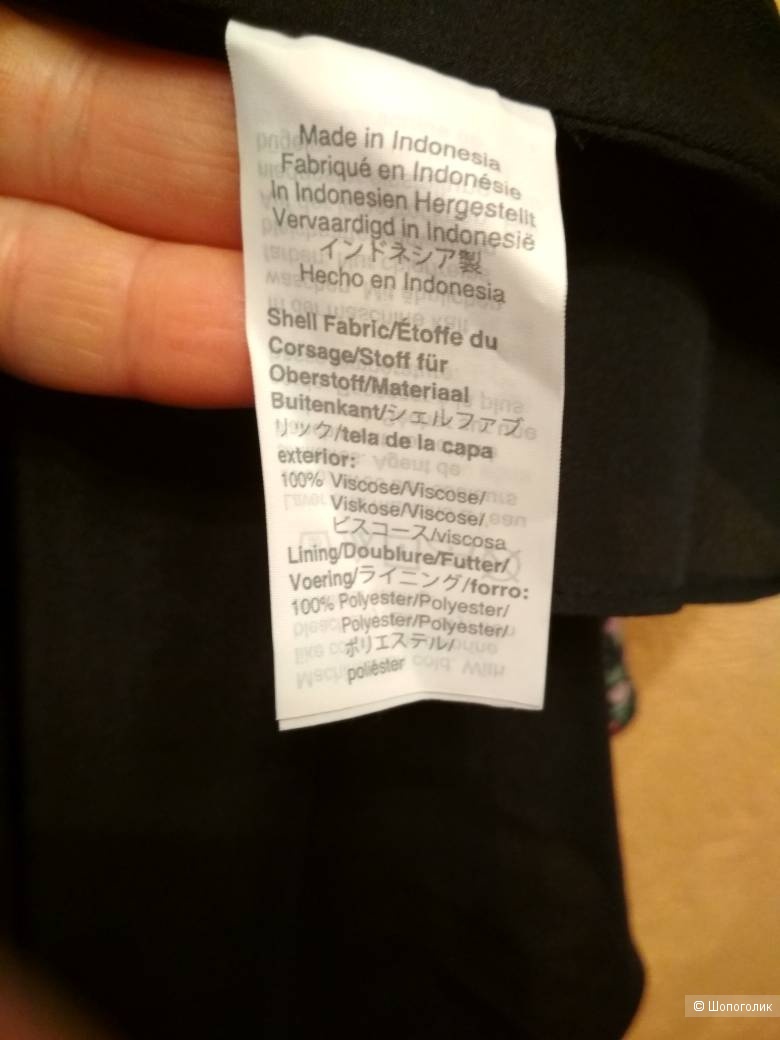 Made in Indonesia
Fabriqué en Indonésie
In Indonesien Hergestellt
Vervaardigd in Indonesië
インドネシア製
Hecho en Indonesia
Shell Fabric/Étoffe du
Corsage/Stoff für
Oberstoff/Materiaal
Buitenkant/シェルファブ
リック/tela de la capa
exterior:
100% Viscose/Viscose/
Viskose/Viscose/
ビスコース/viscosa
Lining/Doublure/Futter/
Voering/ライニング/forro:
100% Polyester/Polyester/
Polyester/Polyester/
ポリエステル/
poliéster
© Шопоголик